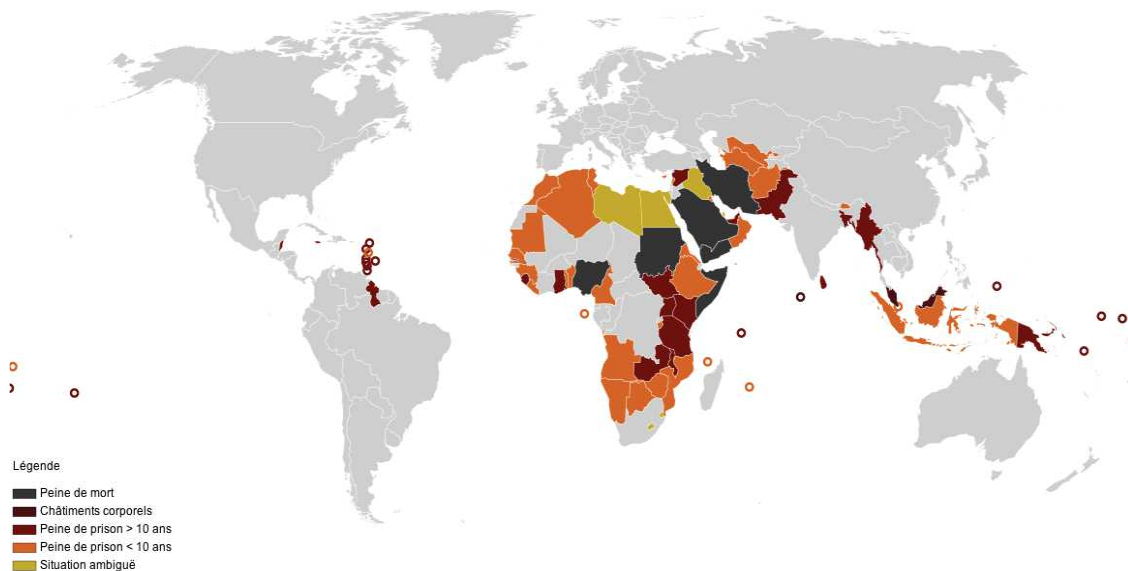 Légende
Peine de mort
Châtiments corporels
Peine de prison > 10 ans
Peine de prison < 10 ans
Situation ambiguë